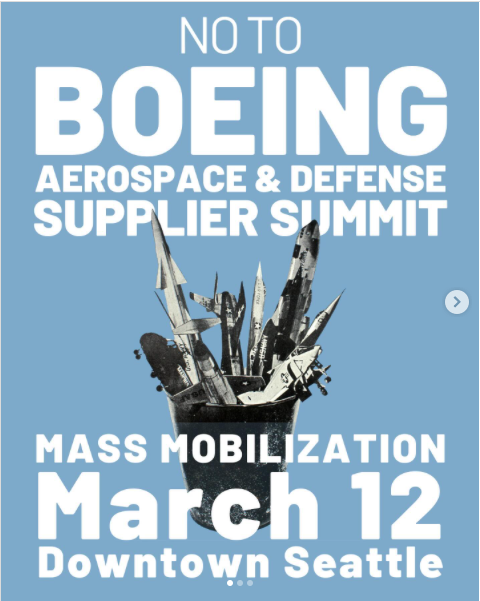 NO TO
BOEING
AEROSPACE & DEFENSE
SUPPLIER SUMMIT
MASS MOBILIZATION
March 12
Downtown Seattle